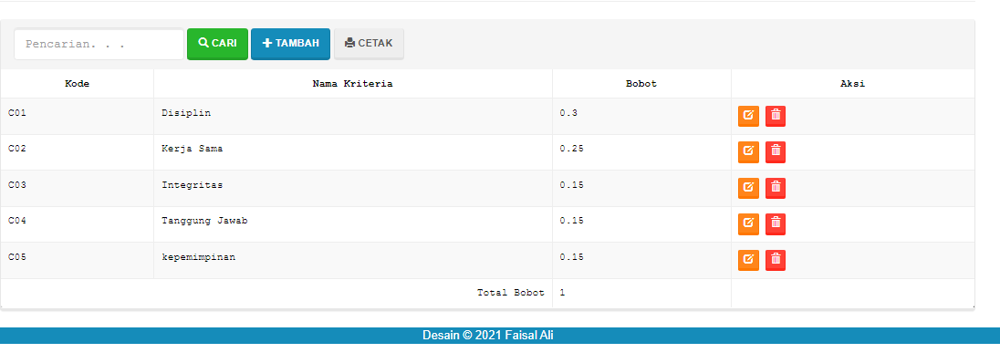 Pencarian. . . CARI TAMBAH CETAK
Kode Nama Kriteria Bobot Aksi
C01 Disiplin 0.3
C02 Kerja Sama 0.25
C03 Integritas 0.15
C04 Tanggung Jawab 0.15
C05 kepemimpinan 0.15
Total Bobot 1
Desain © 2021 Faisal Ali